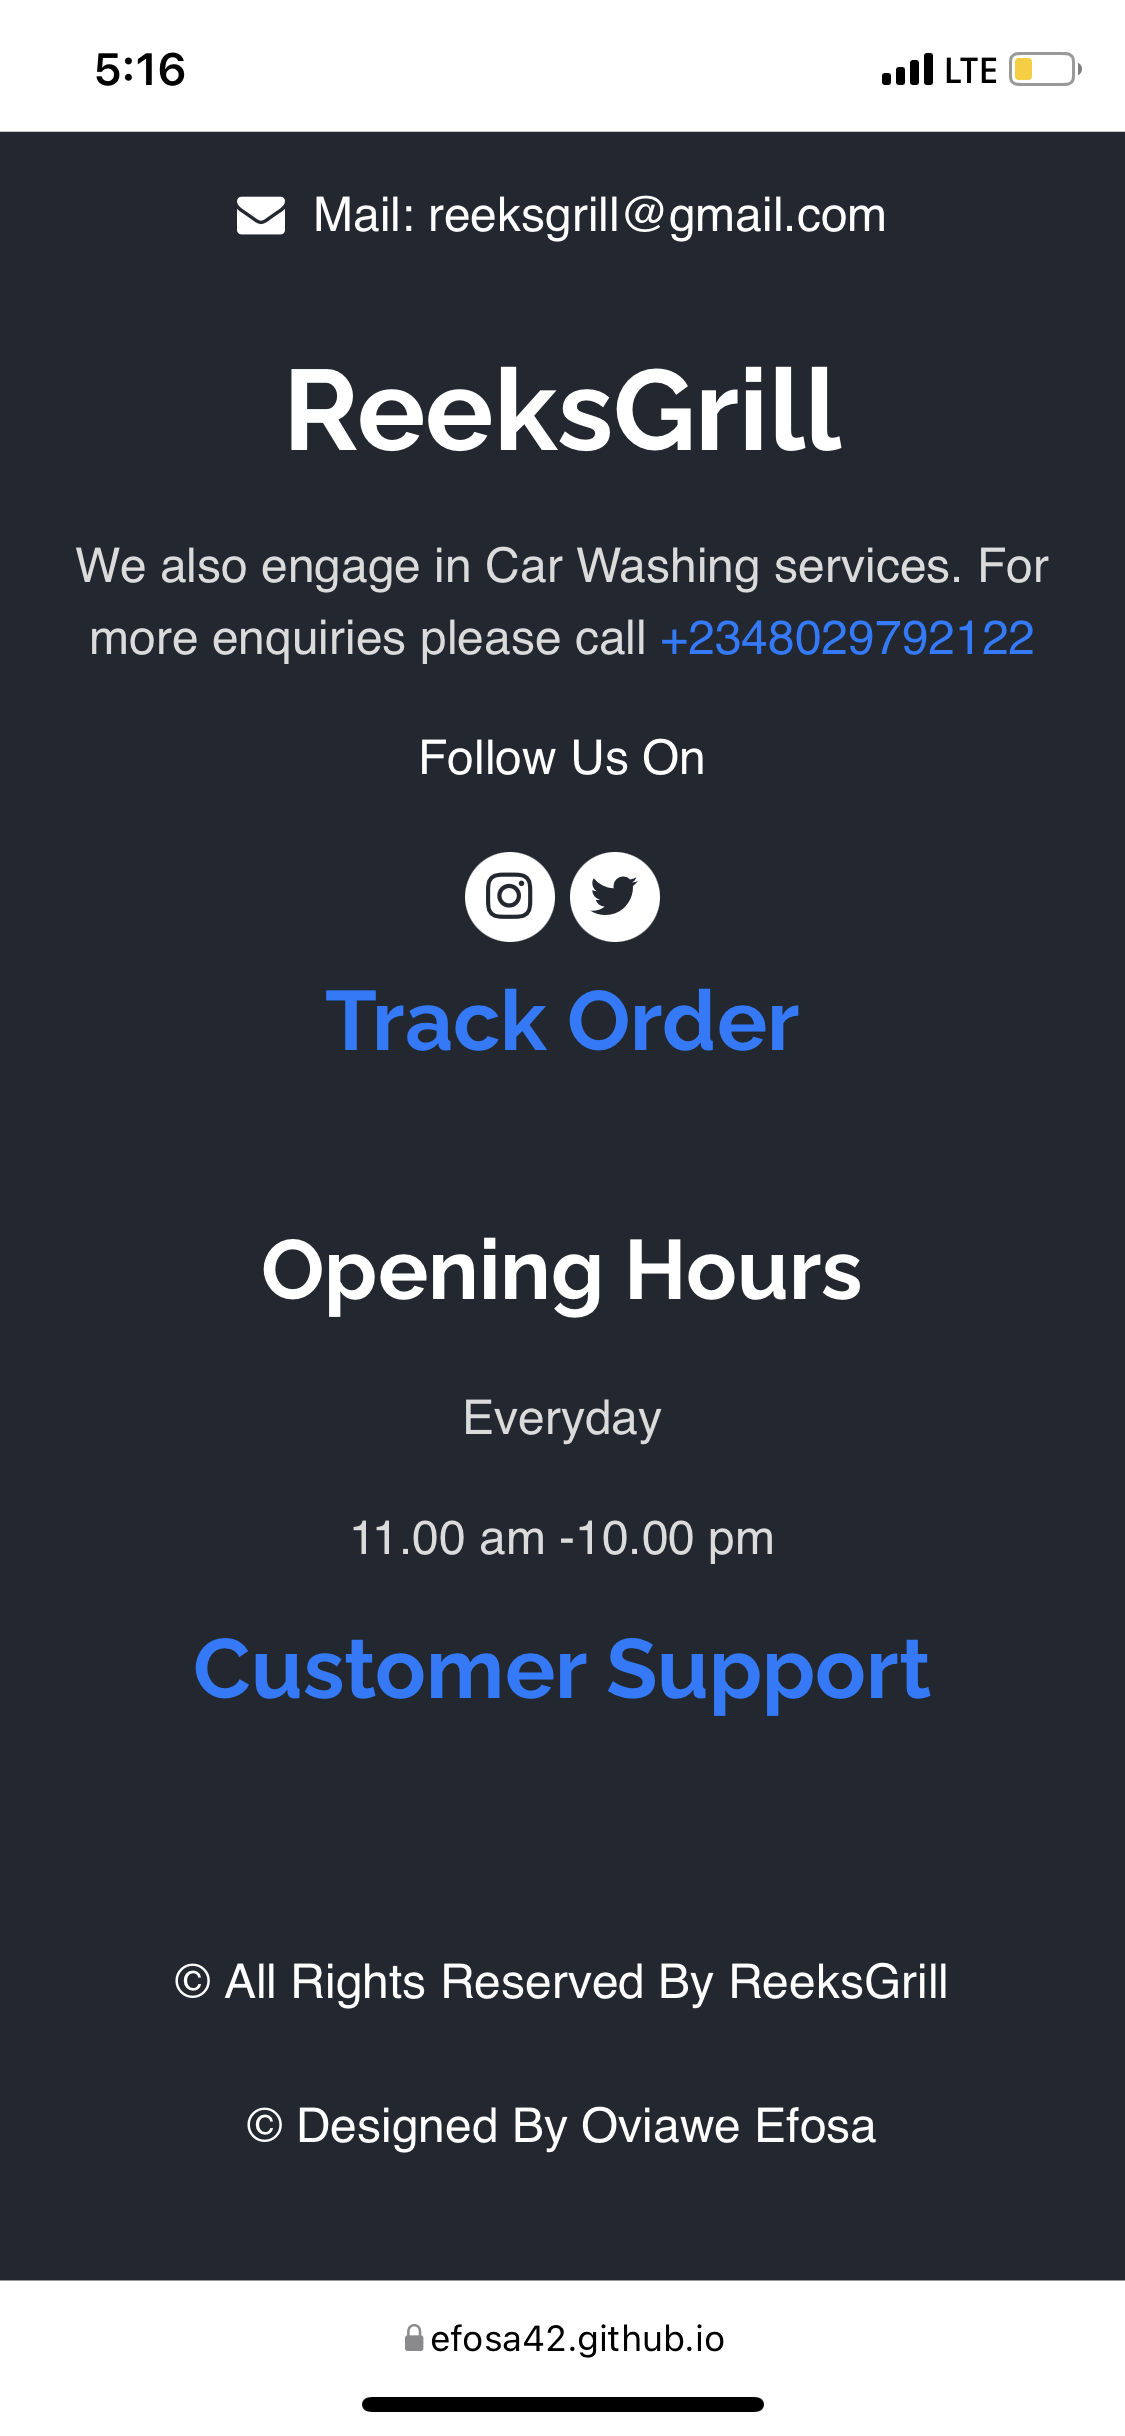 5:16
LTE
Mail: reeksgrill@gmail.com
ReeksGrill
We also engage in Car Washing services. For
more enquiries please call +2348029792122
Follow Us On
Track Order
Opening Hours
Everyday
11.00 am -10.00 pm
Customer Support
© All Rights Reserved By ReeksGrill
© Designed By Oviawe Efosa
efosa42.github.io